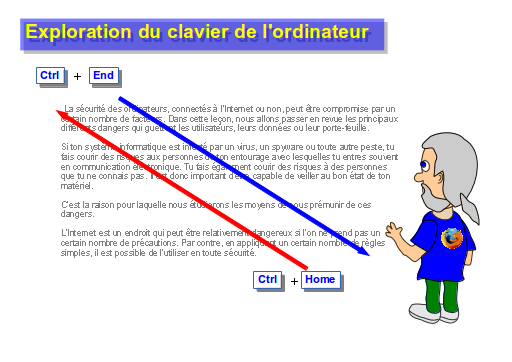 Exploration du clavier de l'ordinateur
Ctrl + End
La sécurité des ordinateurs, connectés à l'Internet ou non, peut être compromise par un
certain nombre de facteurs. Dans cette leçon, nous allons passer en revue les principaux
différents dangers qui guettent les utilisateurs, leurs données ou leur porte-feuille.
Si ton système informatique est infecté par un virus, un spyware ou toute autre peste, tu
fais courir des risques aux personnes de ton entourage avec lesquelles tu entres souvent
en communication électronique. Tu fais également courir des risques à des personnes
que tu ne connais pas. Il est donc important d'être capable de veiller au bon état de ton
matériel.
C'est la raison pour laquelle nous étudierons les moyens de nous prémunir de ces
dangers.
L'Internet est un endroit qui peut être relativement dangereux si l'on ne prend pas un
certain nombre de précautions. Par contre, en appliquant un certain nombre de règles
simples, il est possible de l'utiliser en toute sécurité.
Ctrl + Home